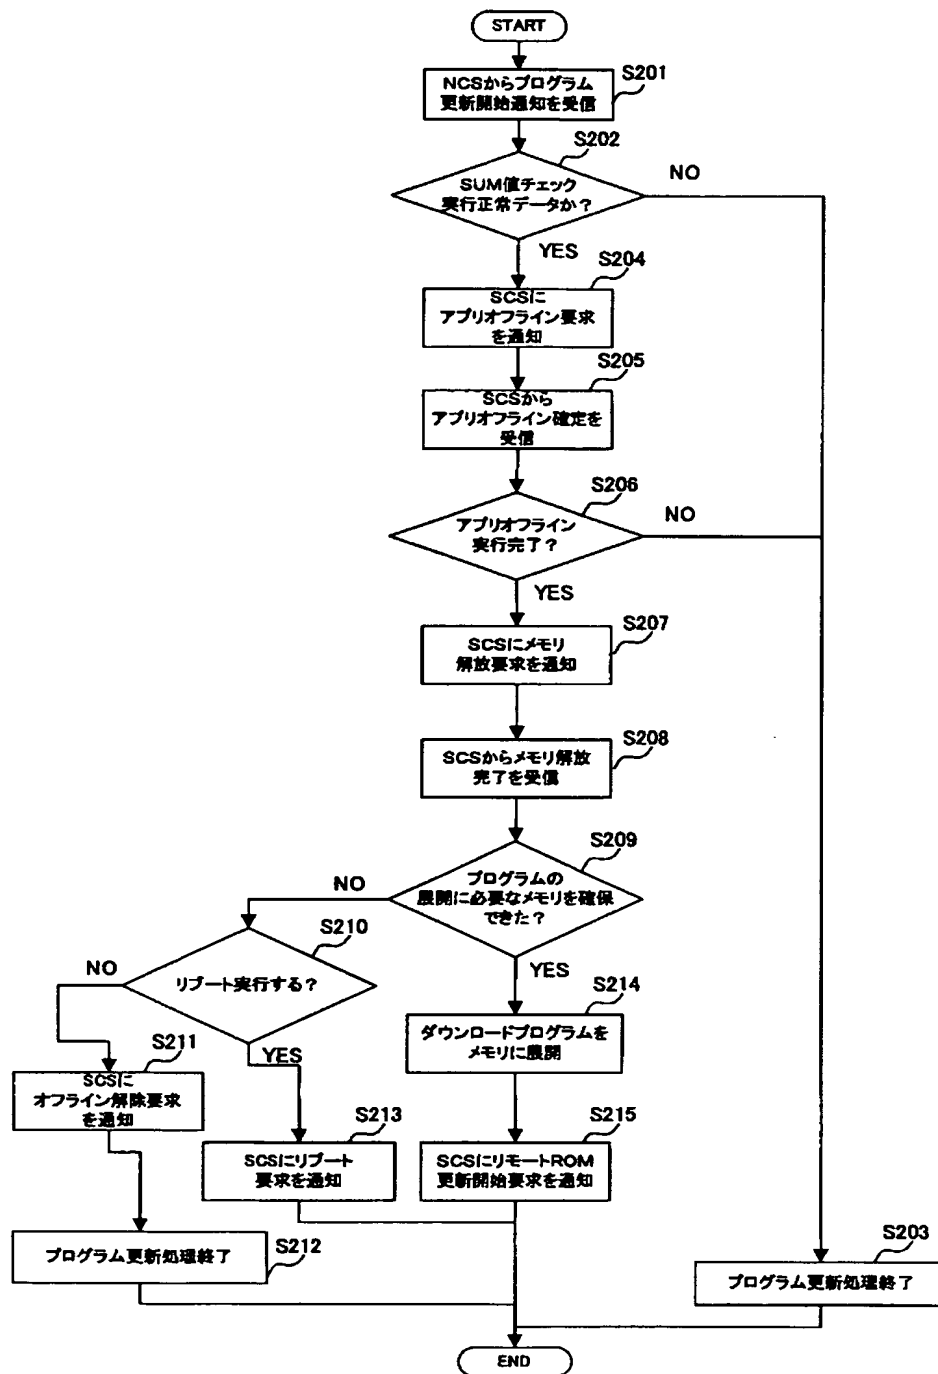 START
NCSからプログラム
更新開始通知を受信
S201
S202
SUM値チェック
実行正常データか？
NO
YES
S204
SCSに
アプリオフライン要求
を通知
S205
SCSから
アプリオフライン確定を
受信
S206
アプリオフライン
実行完了？
NO
YES
S207
SCSにメモリ
解放要求を通知
S208
SCSからメモリ解放
完了を受信
S209
プログラムの
展開に必要なメモリを確保
できた？
NO
YES
S210
リブート実行する？
NO
YES
S214
ダウンロードプログラムを
メモリに展開
S211
SCSに
オフライン解除要求
を通知
S213
SCSにリブート
要求を通知
S215
SCSにリモートROM
更新開始要求を通知
プログラム更新処理終了
S212
S203
プログラム更新処理終了
END